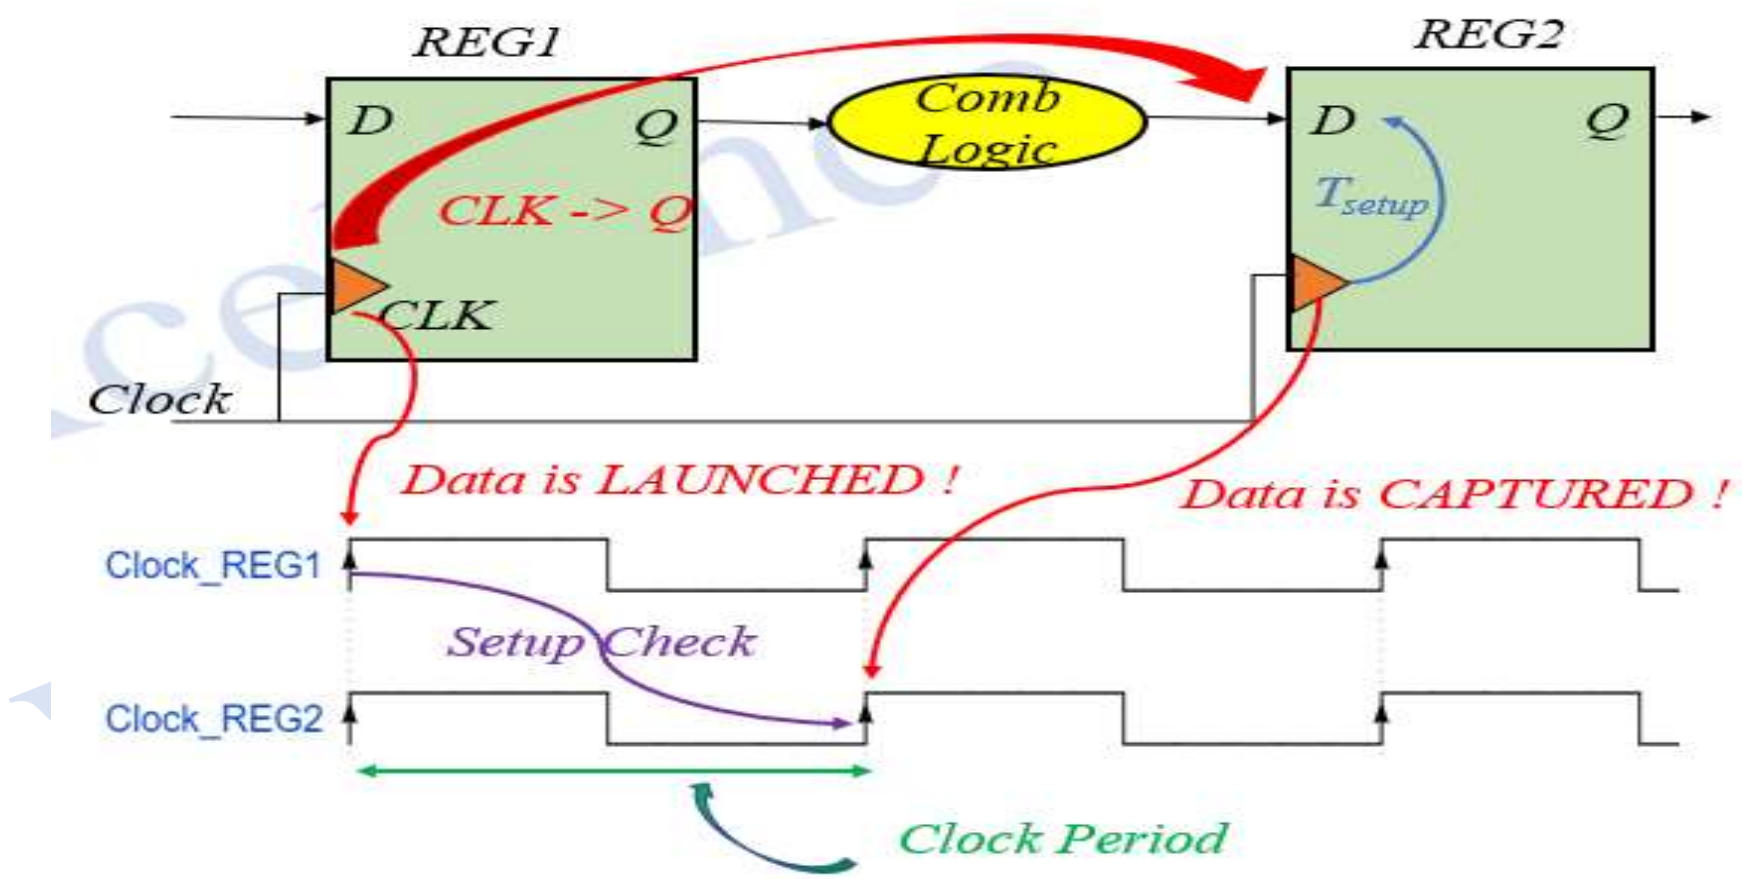 REG1
REG2
D
Q
Comb
Logic
D
Q
CLK -> Q
Tsetup
CLK
Clock
Data is LAUNCHED !
Data is CAPTURED !
Clock_REG1
Setup Check
Clock_REG2
Clock Period